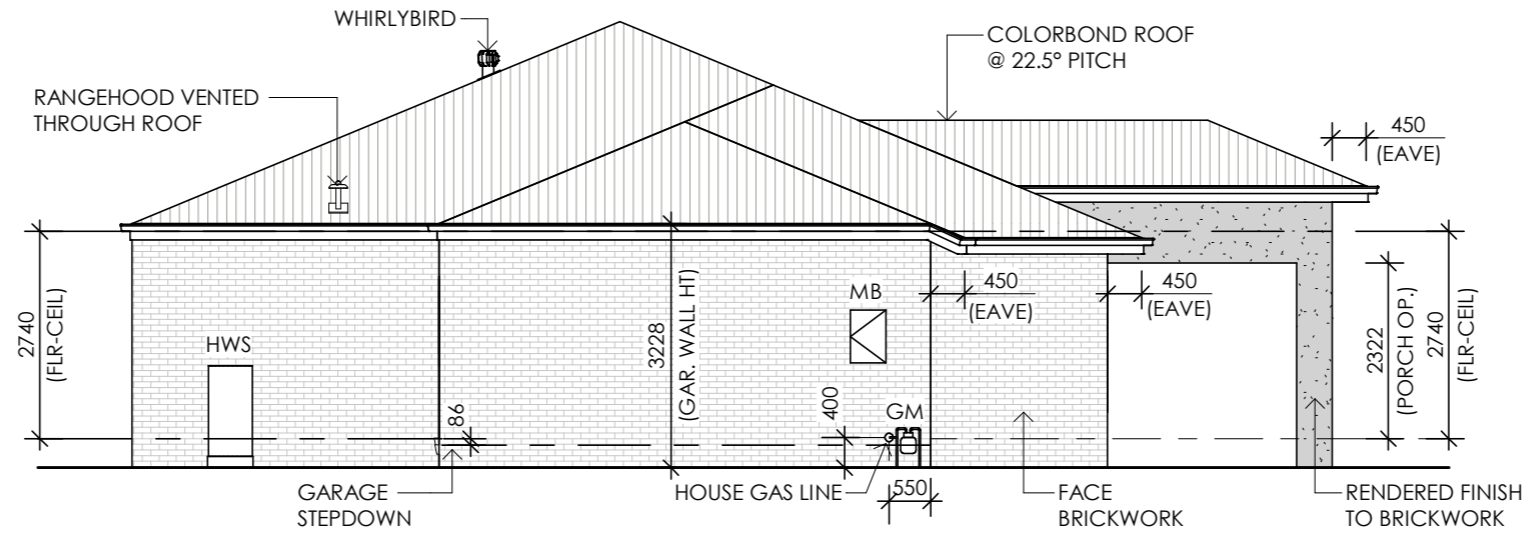 WHIRLYBIRD
COLORBOND ROOF
@ 22.5° PITCH
RANGEHOOD VENTED
THROUGH ROOF
450
(EAVE)
2740
(FLR-CEIL)
HWS
86
3228
(GAR. WALL HT)
MB
400
GM
450
(EAVE)
450
(EAVE)
2322
(PORCH OP.)
2740
(FLR-CEIL)
GARAGE
STEPDOWN
HOUSE GAS LINE
550
FACE
BRICKWORK
RENDERED FINISH
TO BRICKWORK